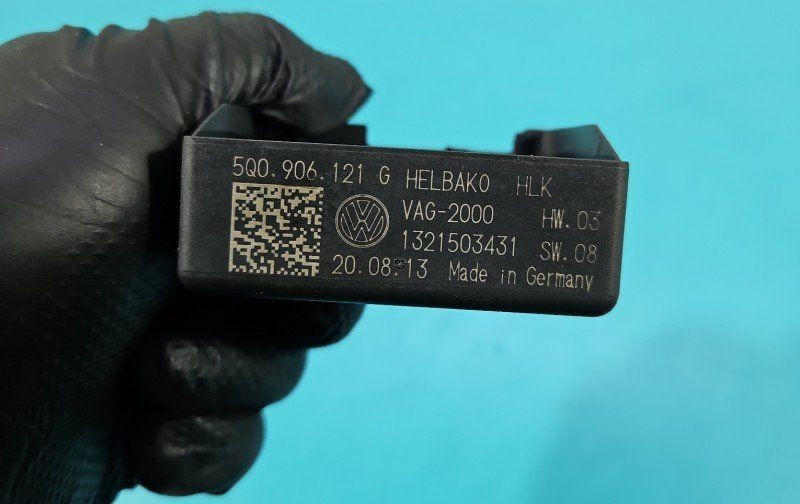 5Q0.906.121 G HELBAKO HLK
VAG-2000 HW.03
1321503431 SW.08
20.08.13 Made in Germany